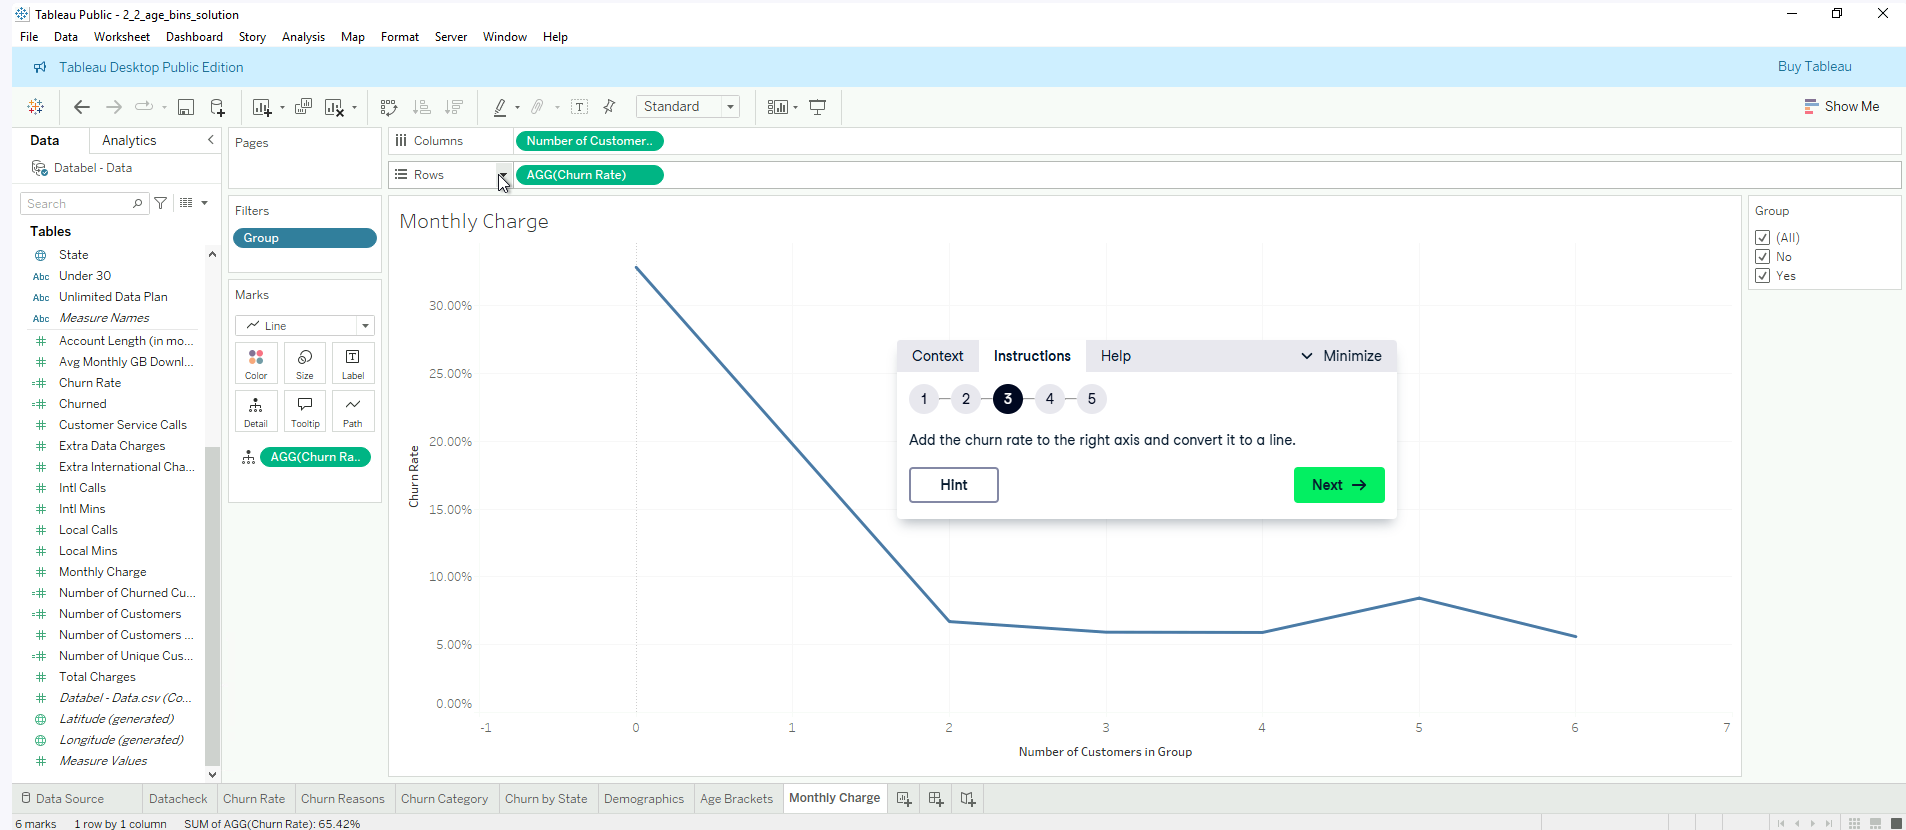 Tableau Public - 2_2_age_bins_solution
File Data Worksheet Dashboard Story Analysis Map Format Server Window Help
Tableau Desktop Public Edition
Buy Tableau
Standard
Show Me
Data Analytics
Databel - Data
Search
Tables
State
Abc Under 30
Abc Unlimited Data Plan
Abc Measure Names
Account Length (in mo...
Avg Monthly GB Downl...
Churn Rate
Churned
Customer Service Calls
Extra Data Charges
Extra International Cha...
Intl Calls
Intl Mins
Local Calls
Local Mins
Monthly Charge
Number of Churned Cu...
Number of Customers
Number of Customers ...
Number of Unique Cus...
Total Charges
Databel - Data.csv (Co...
Latitude (generated)
Longitude (generated)
Measure Values
Pages
Filters
Group
Marks
Line
Color Size Label
Detail Tooltip Path
AGG(Churn Ra..
Columns Number of Customer..
Rows AGG(Churn Rate)
Monthly Charge
Churn Rate
30.00%
25.00%
20.00%
15.00%
10.00%
5.00%
0.00%
-1 0 1 2 3 4 5 6 7
Number of Customers in Group
Context Instructions Help Minimize
1 2 3 4 5
Add the churn rate to the right axis and convert it to a line.
Hint Next
Group
(All)
No
Yes
Data Source Datacheck Churn Rate Churn Reasons Churn Category Churn by State Demographics Age Brackets Monthly Charge
6 marks 1 row by 1 column SUM of AGG(Churn Rate): 65.42%